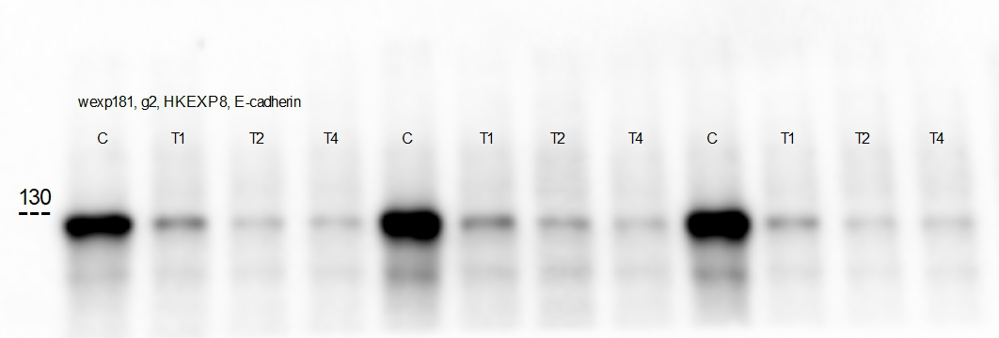 wexp181, g2, HKEXP8, E-cadherin
C T1 T2 T4 C T1 T2 T4 C T1 T2 T4
130